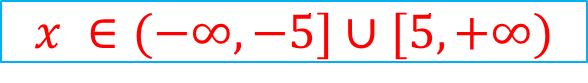 x ∈ (−∞, −5] ∪ [5, +∞)